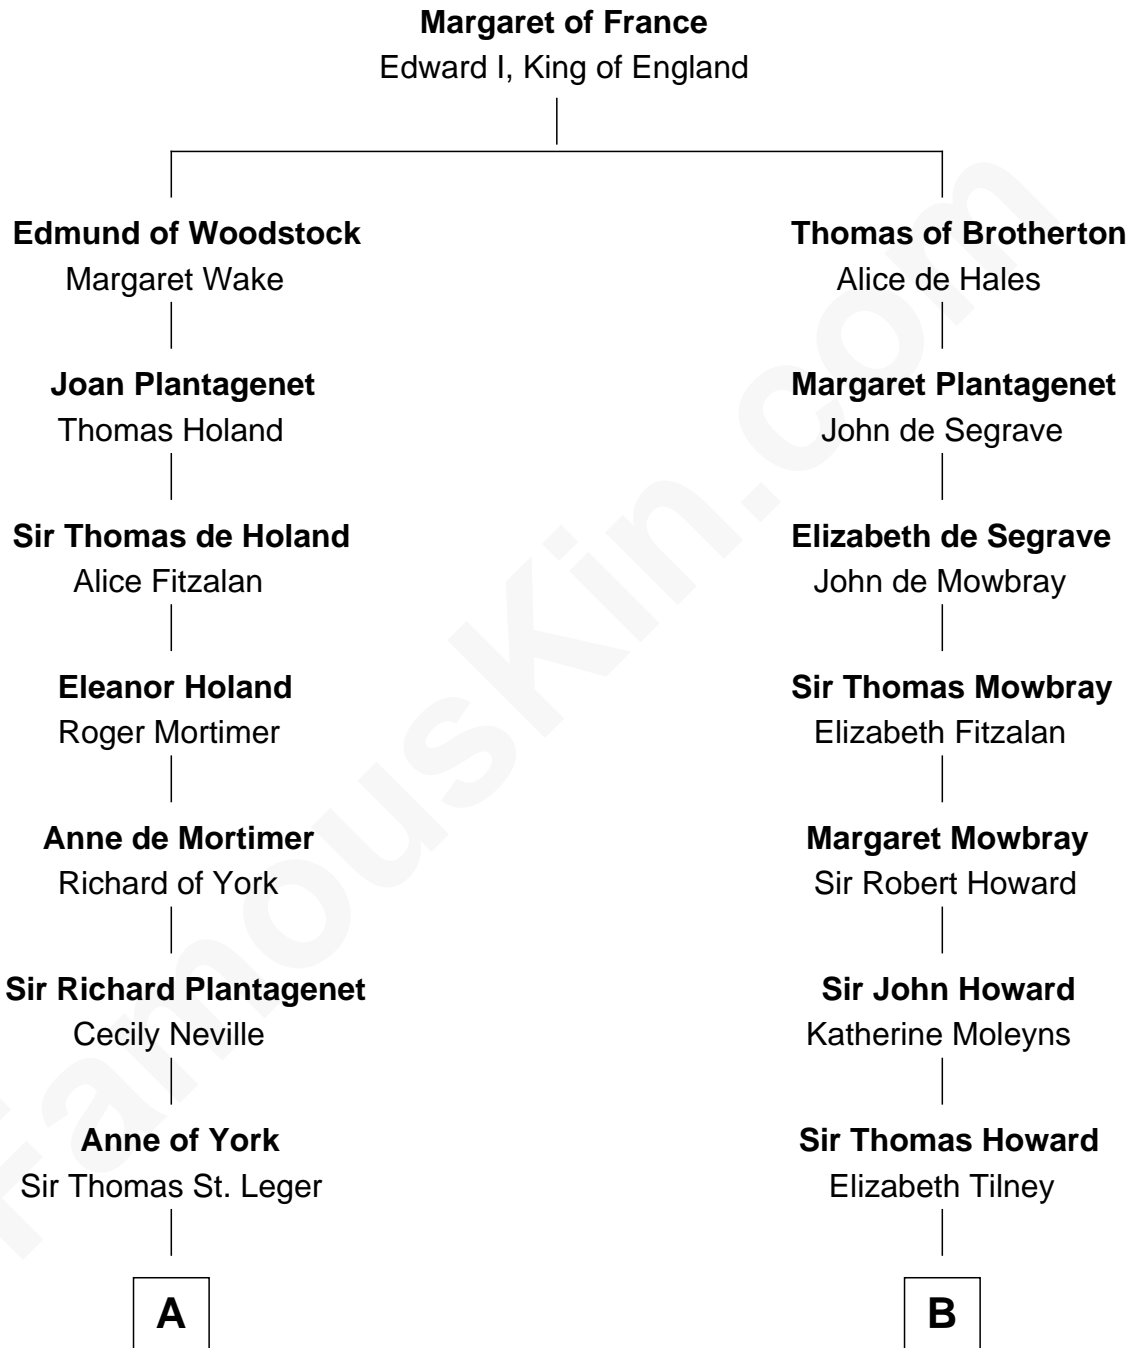 Margaret of France
Edward I, King of England
Edmund of Woodstock
Margaret Wake
Thomas of Brotherton
Alice de Hales
Joan Plantagenet
Thomas Holand
Margaret Plantagenet
John de Segrave
Sir Thomas de Holand
Alice Fitzalan
Elizabeth de Segrave
John de Mowbray
Eleanor Holand
Roger Mortimer
Sir Thomas Mowbray
Elizabeth Fitzalan
Anne de Mortimer
Richard of York
Margaret Mowbray
Sir Robert Howard
Sir Richard Plantagenet
Cecily Neville
Sir John Howard
Katherine Moleyns
Anne of York
Sir Thomas St. Leger
Sir Thomas Howard
Elizabeth Tilney
A
B
FamousKin.com